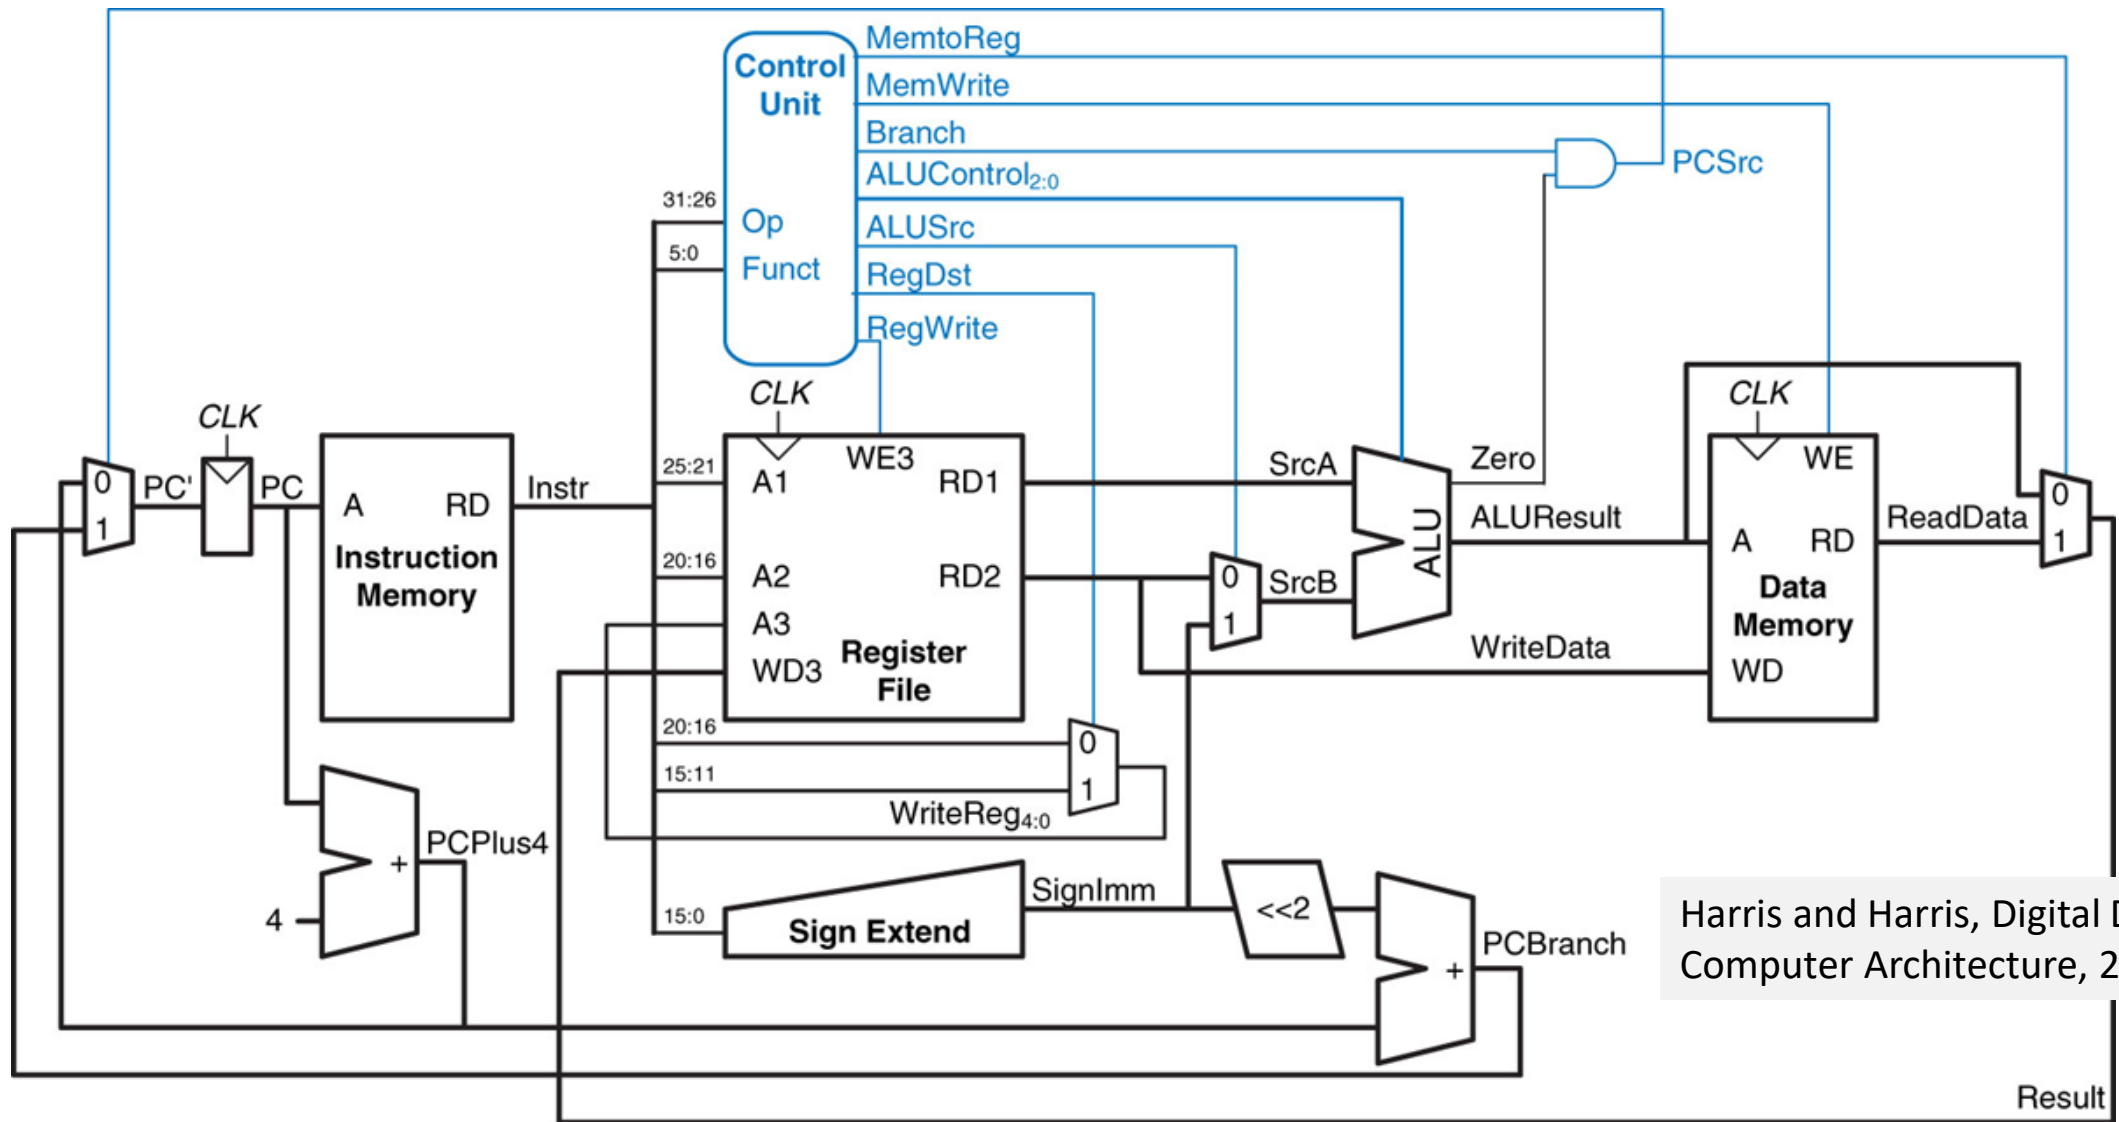 MemtoReg
Control
Unit
MemWrite
Branch
PCSrc
ALUControl2:0
31:26
Op
ALUSrc
5:0
Funct
RegDst
RegWrite
CLK
CLK
CLK
WE3
WE
25:21
A1
RD1
SrcA
Zero
0
PC'
PC
A
RD
Instr
1
Instruction
Memory
ALU
ALUResult
0
ReadData
1
A
RD
20:16
A2
RD2
0
SrcB
1
Data
Memory
A3
WD3
Register
File
WriteData
WD
20:16
0
15:11
1
WriteReg4:0
PCPlus4
+
4
15:0
Sign Extend
SignImm
<<2
PCBranch
+
Harris and Harris, Digital
Computer Architecture, 2
Result